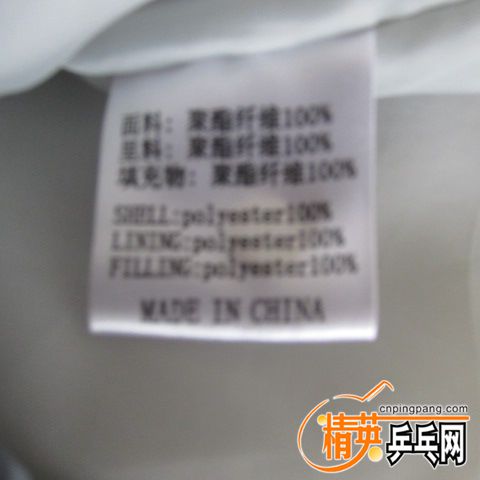 面料: 聚酯纤维100%
里料: 聚酯纤维100%
填充物: 聚酯纤维100%
SHELL:polyester100%
LINING:polyester100%
FILLING:polyester100%
MADE IN CHINA
cnpingpang.com
精英乒乓网